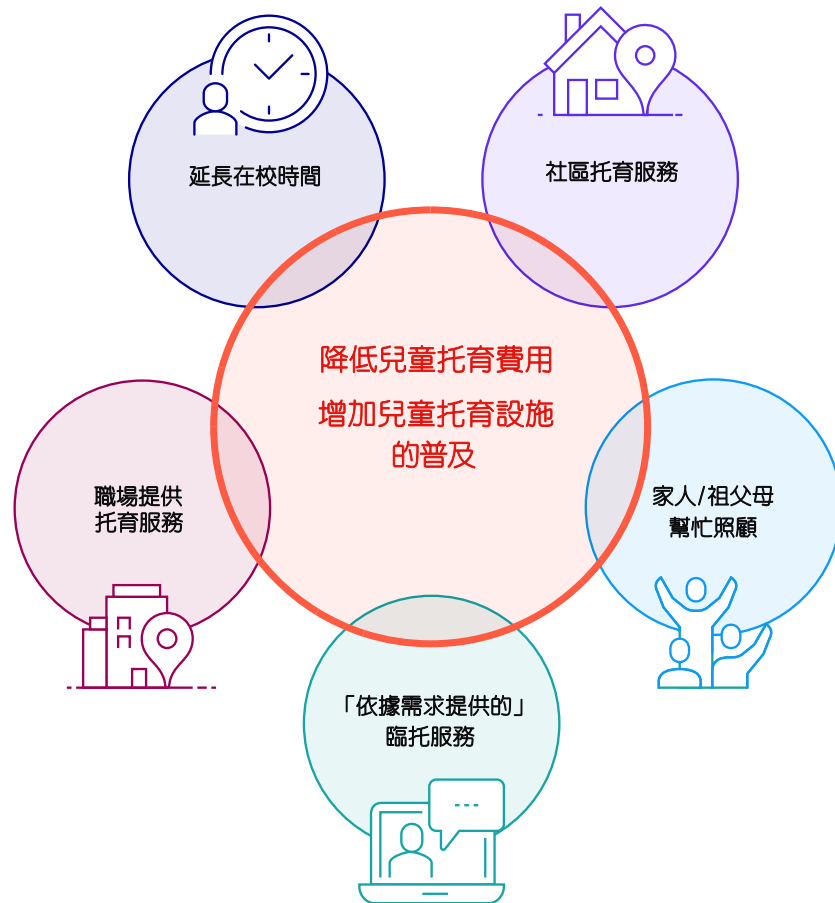 延長在校時間
社區托育服務
降低兒童托育費用
增加兒童托育設施
的普及
職場提供
托育服務
家人/祖父母
幫忙照顧
「依據需求提供的」
臨托服務